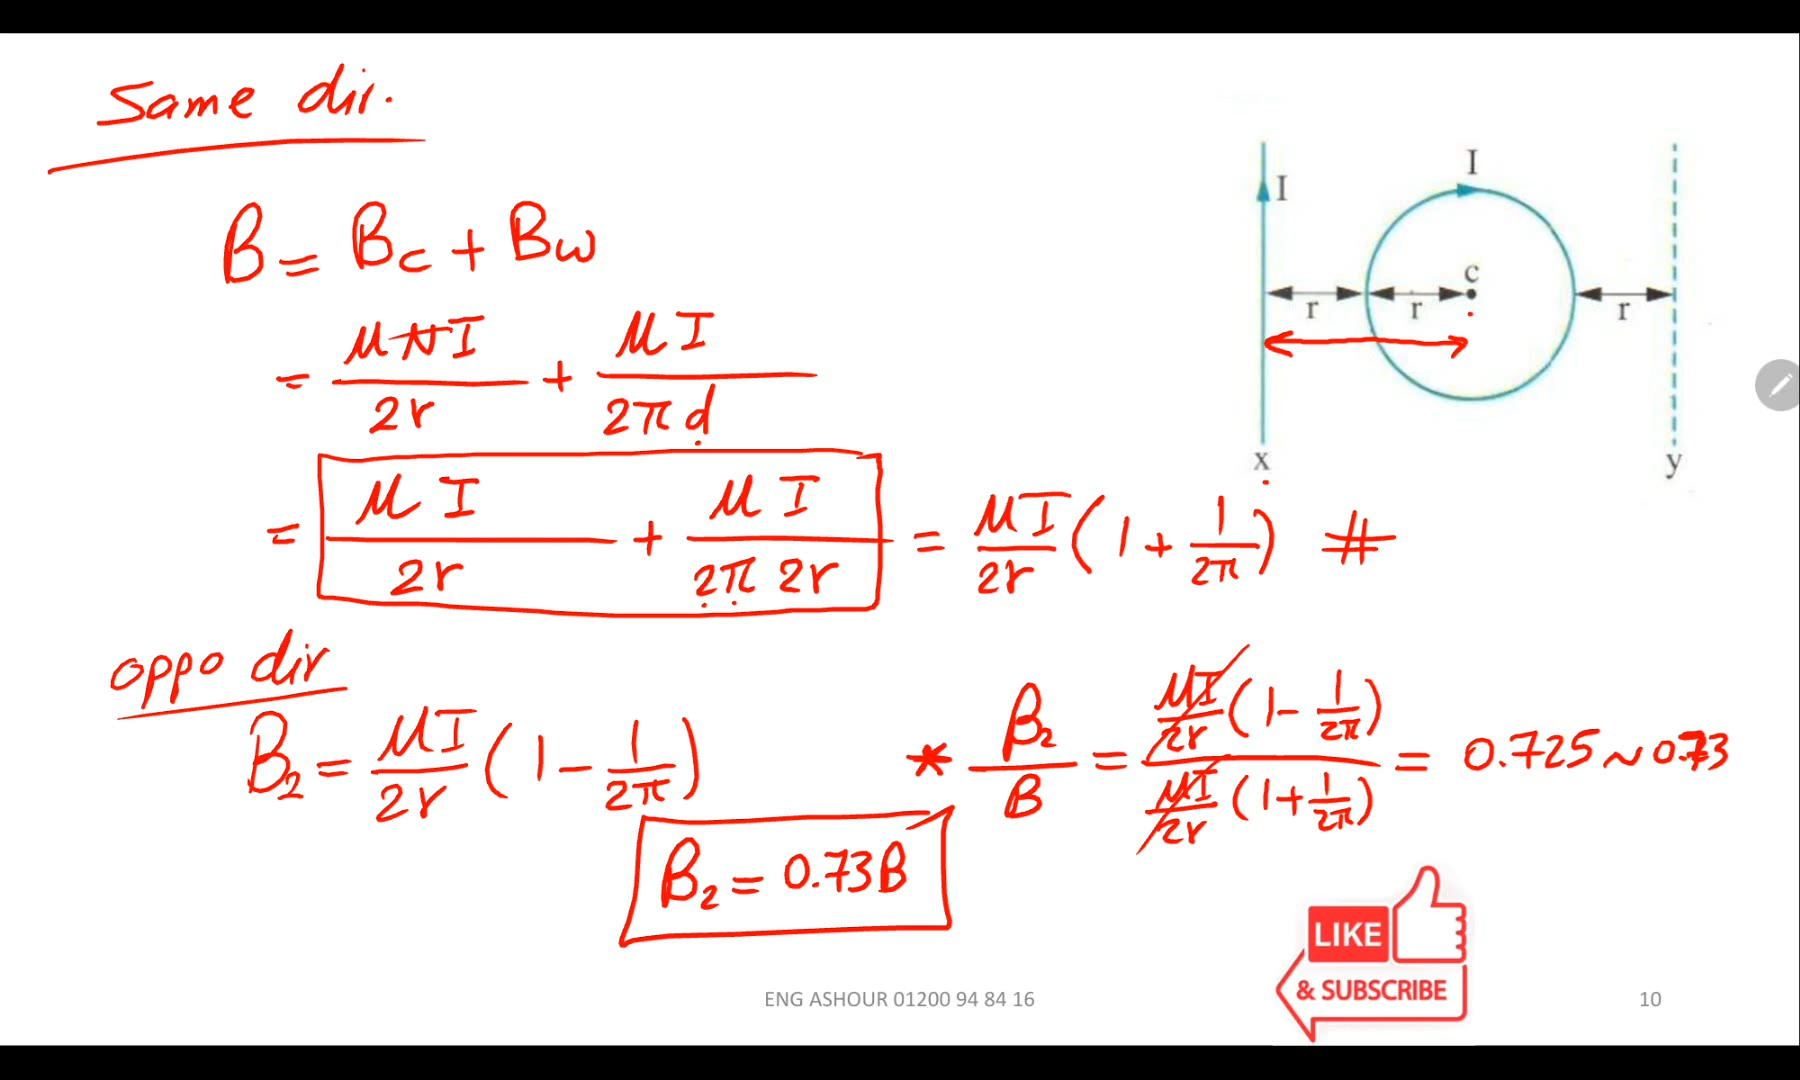 Same dir.
B = Bc + Bw
= μNI/2r + μI/2πd
= μI/2r + μI/2π 2r = μI/2r (1 + 1/2π) #
oppo dir
B₂ = μI/2r (1 - 1/2π)
* B₂/B = μI/2r (1 - 1/2π) / μI/2r (1 + 1/2π) = 0.725 ~ 0.73
B₂ = 0.73B
I
I
c
r
r
r
x
y
LIKE
& SUBSCRIBE
ENG ASHOUR 01200 94 84 16
10